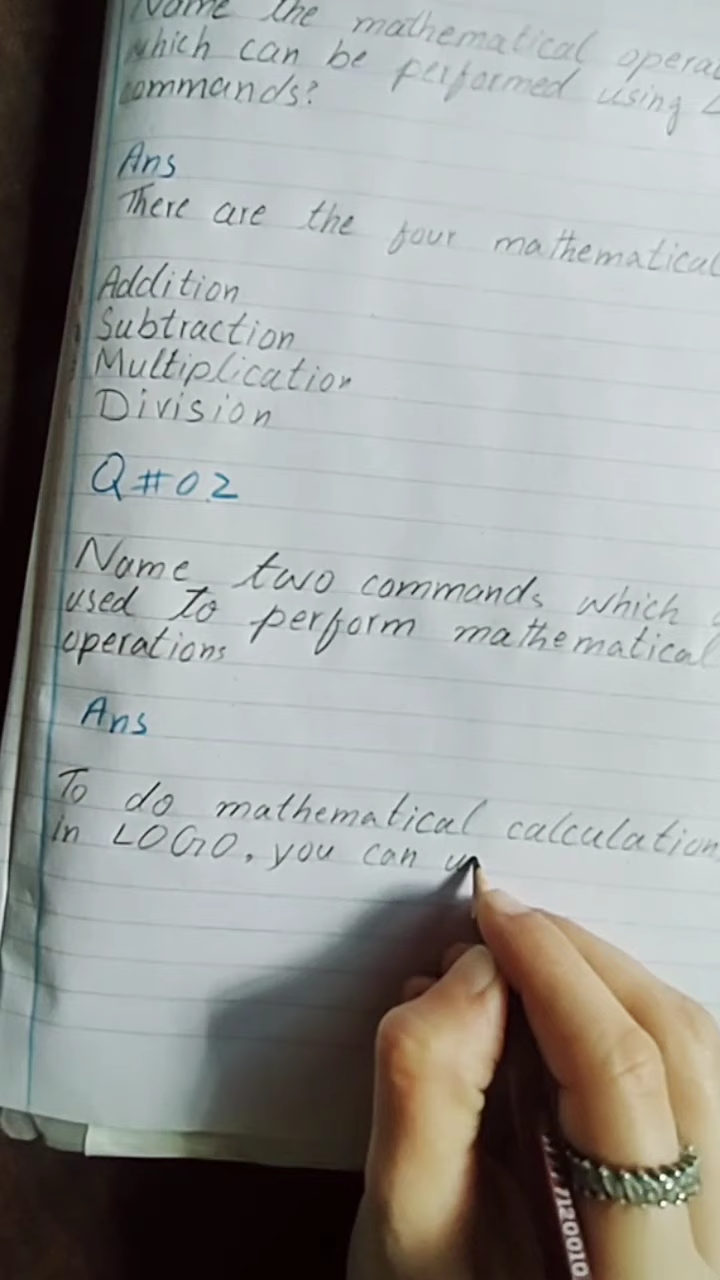 Name the mathematical
which can be performed using
commands?
Ans
There are the four mathematical
Addition
Subtraction
Multiplication
Division
Q#02
Name two commands which
used to perform mathematical
operations
Ans
To do mathematical calculation
in LOGO, you can
7120010